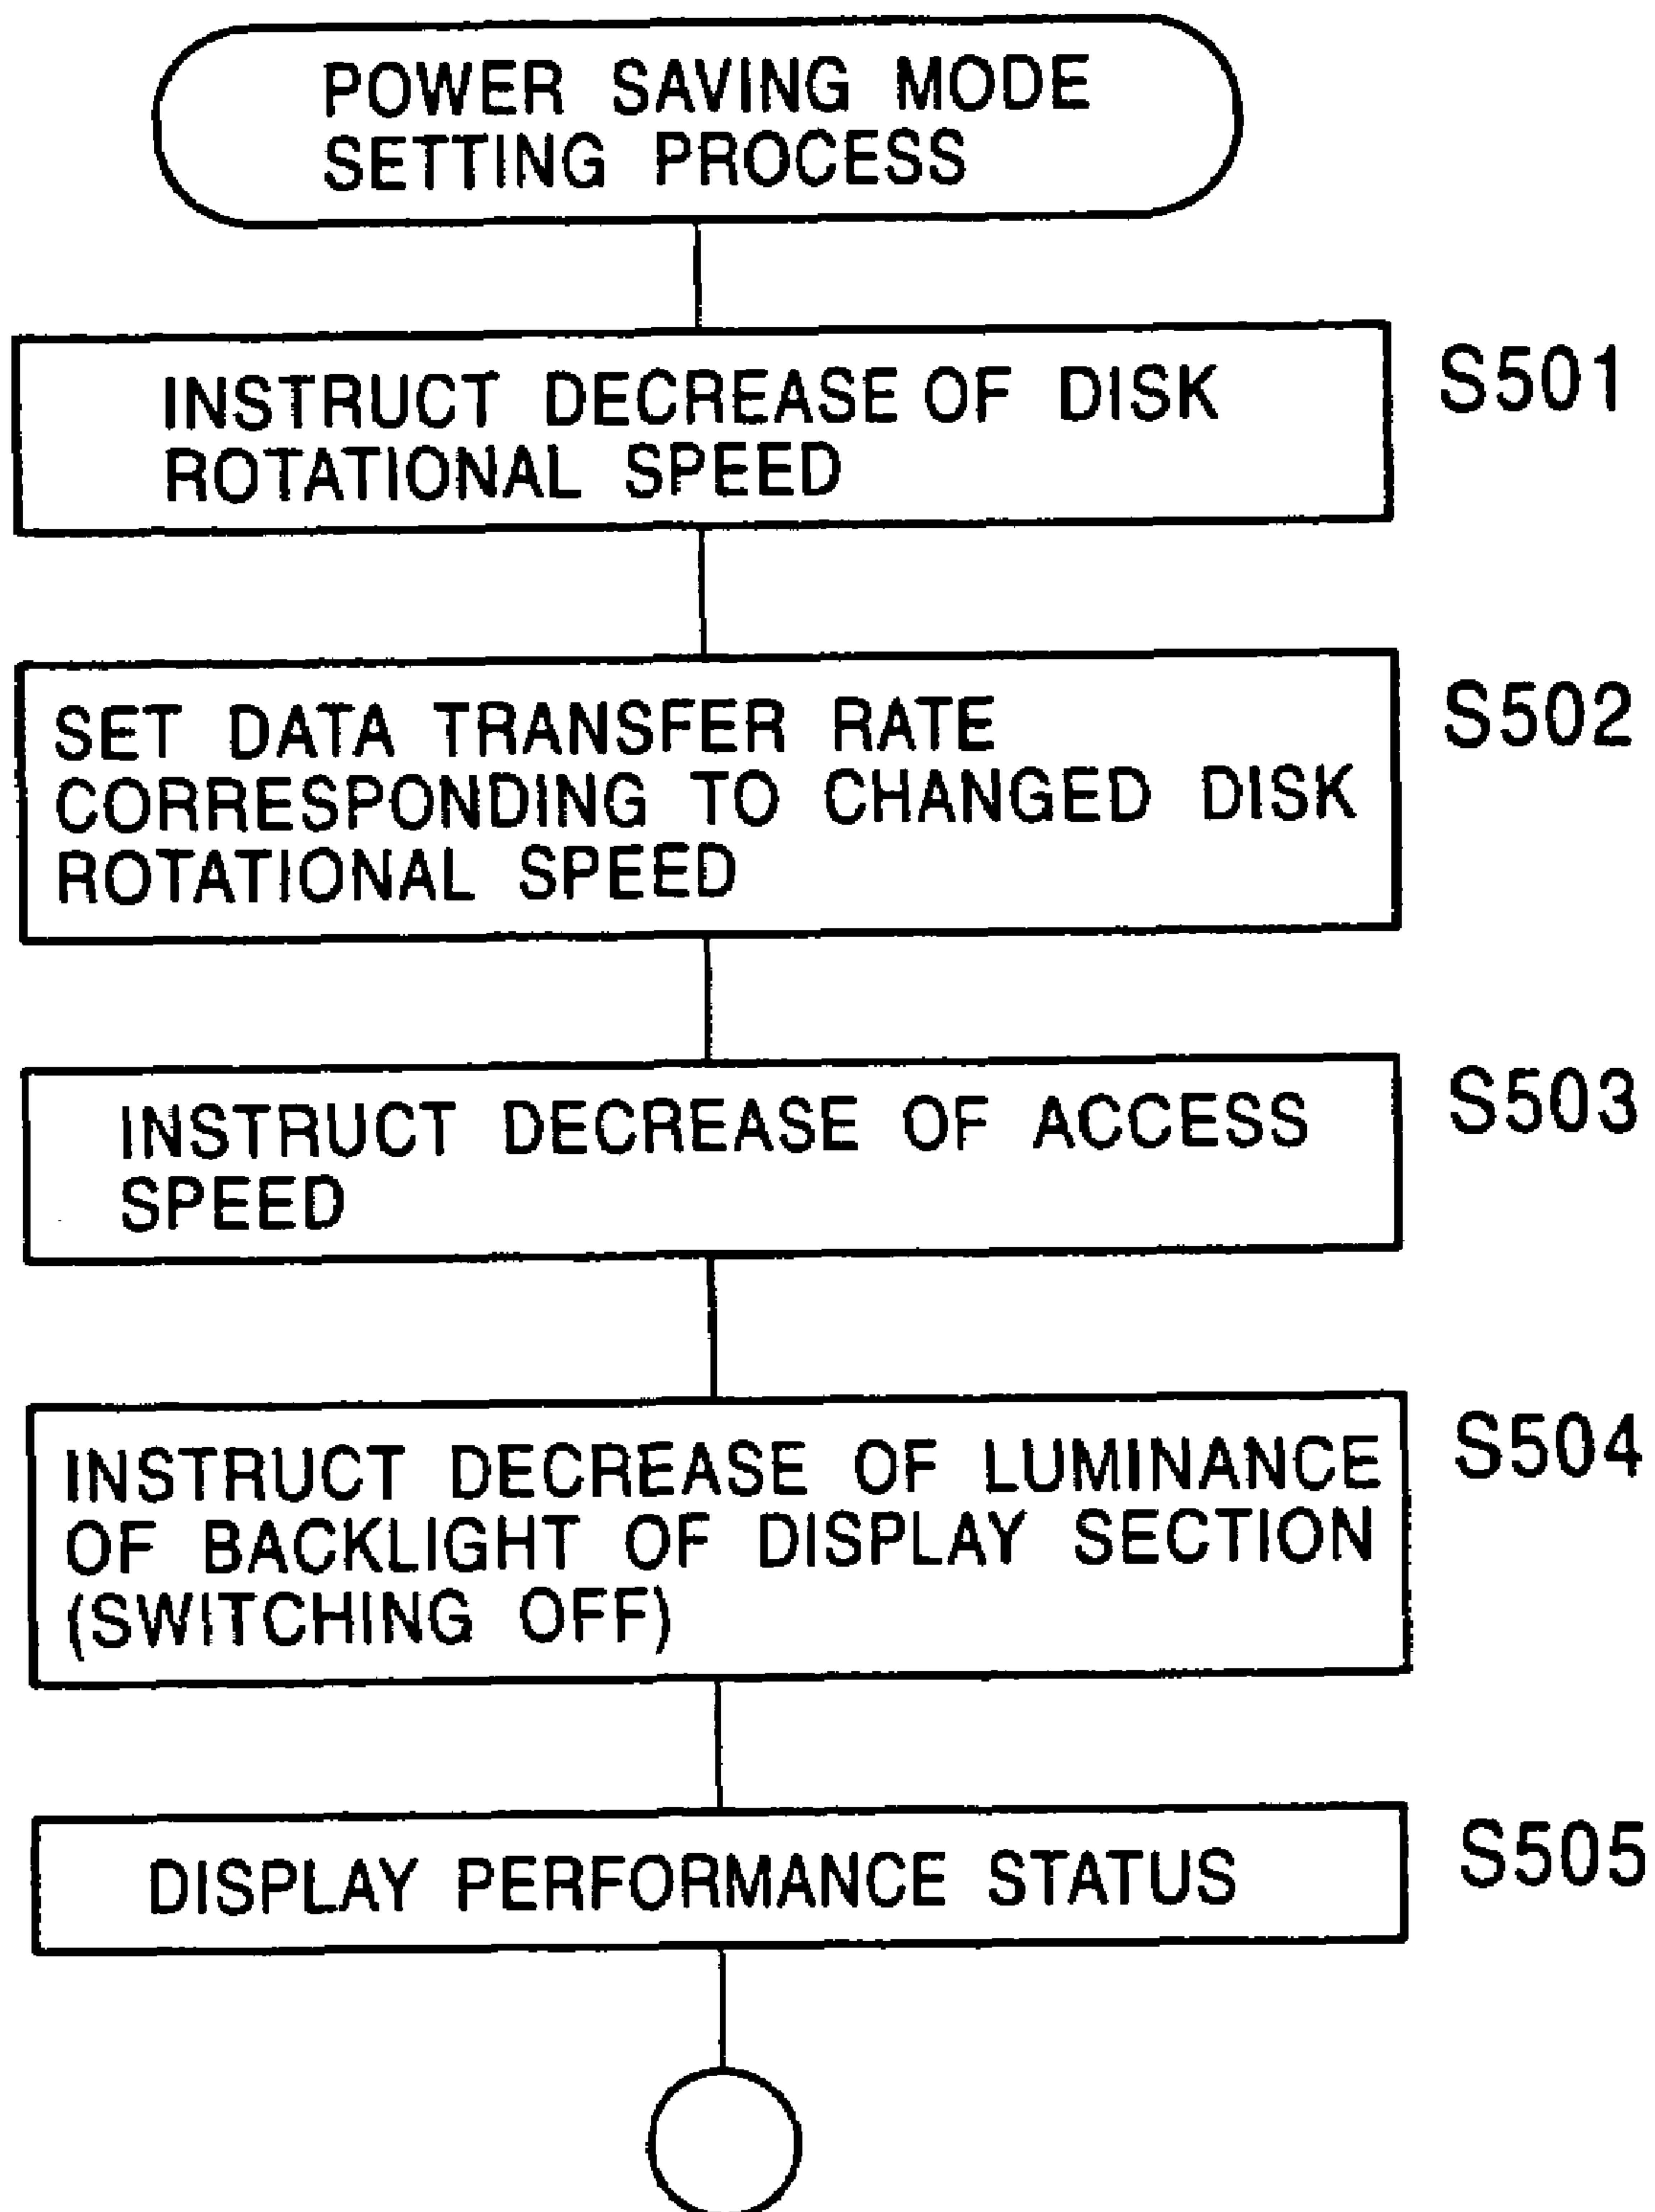 POWER SAVING MODE
SETTING PROCESS
INSTRUCT DECREASE OF DISK
ROTATIONAL SPEED
S501
SET DATA TRANSFER RATE
CORRESPONDING TO CHANGED DISK
ROTATIONAL SPEED
S502
INSTRUCT DECREASE OF ACCESS
SPEED
S503
INSTRUCT DECREASE OF LUMINANCE
OF BACKLIGHT OF DISPLAY SECTION
(SWITCHING OFF)
S504
DISPLAY PERFORMANCE STATUS
S505